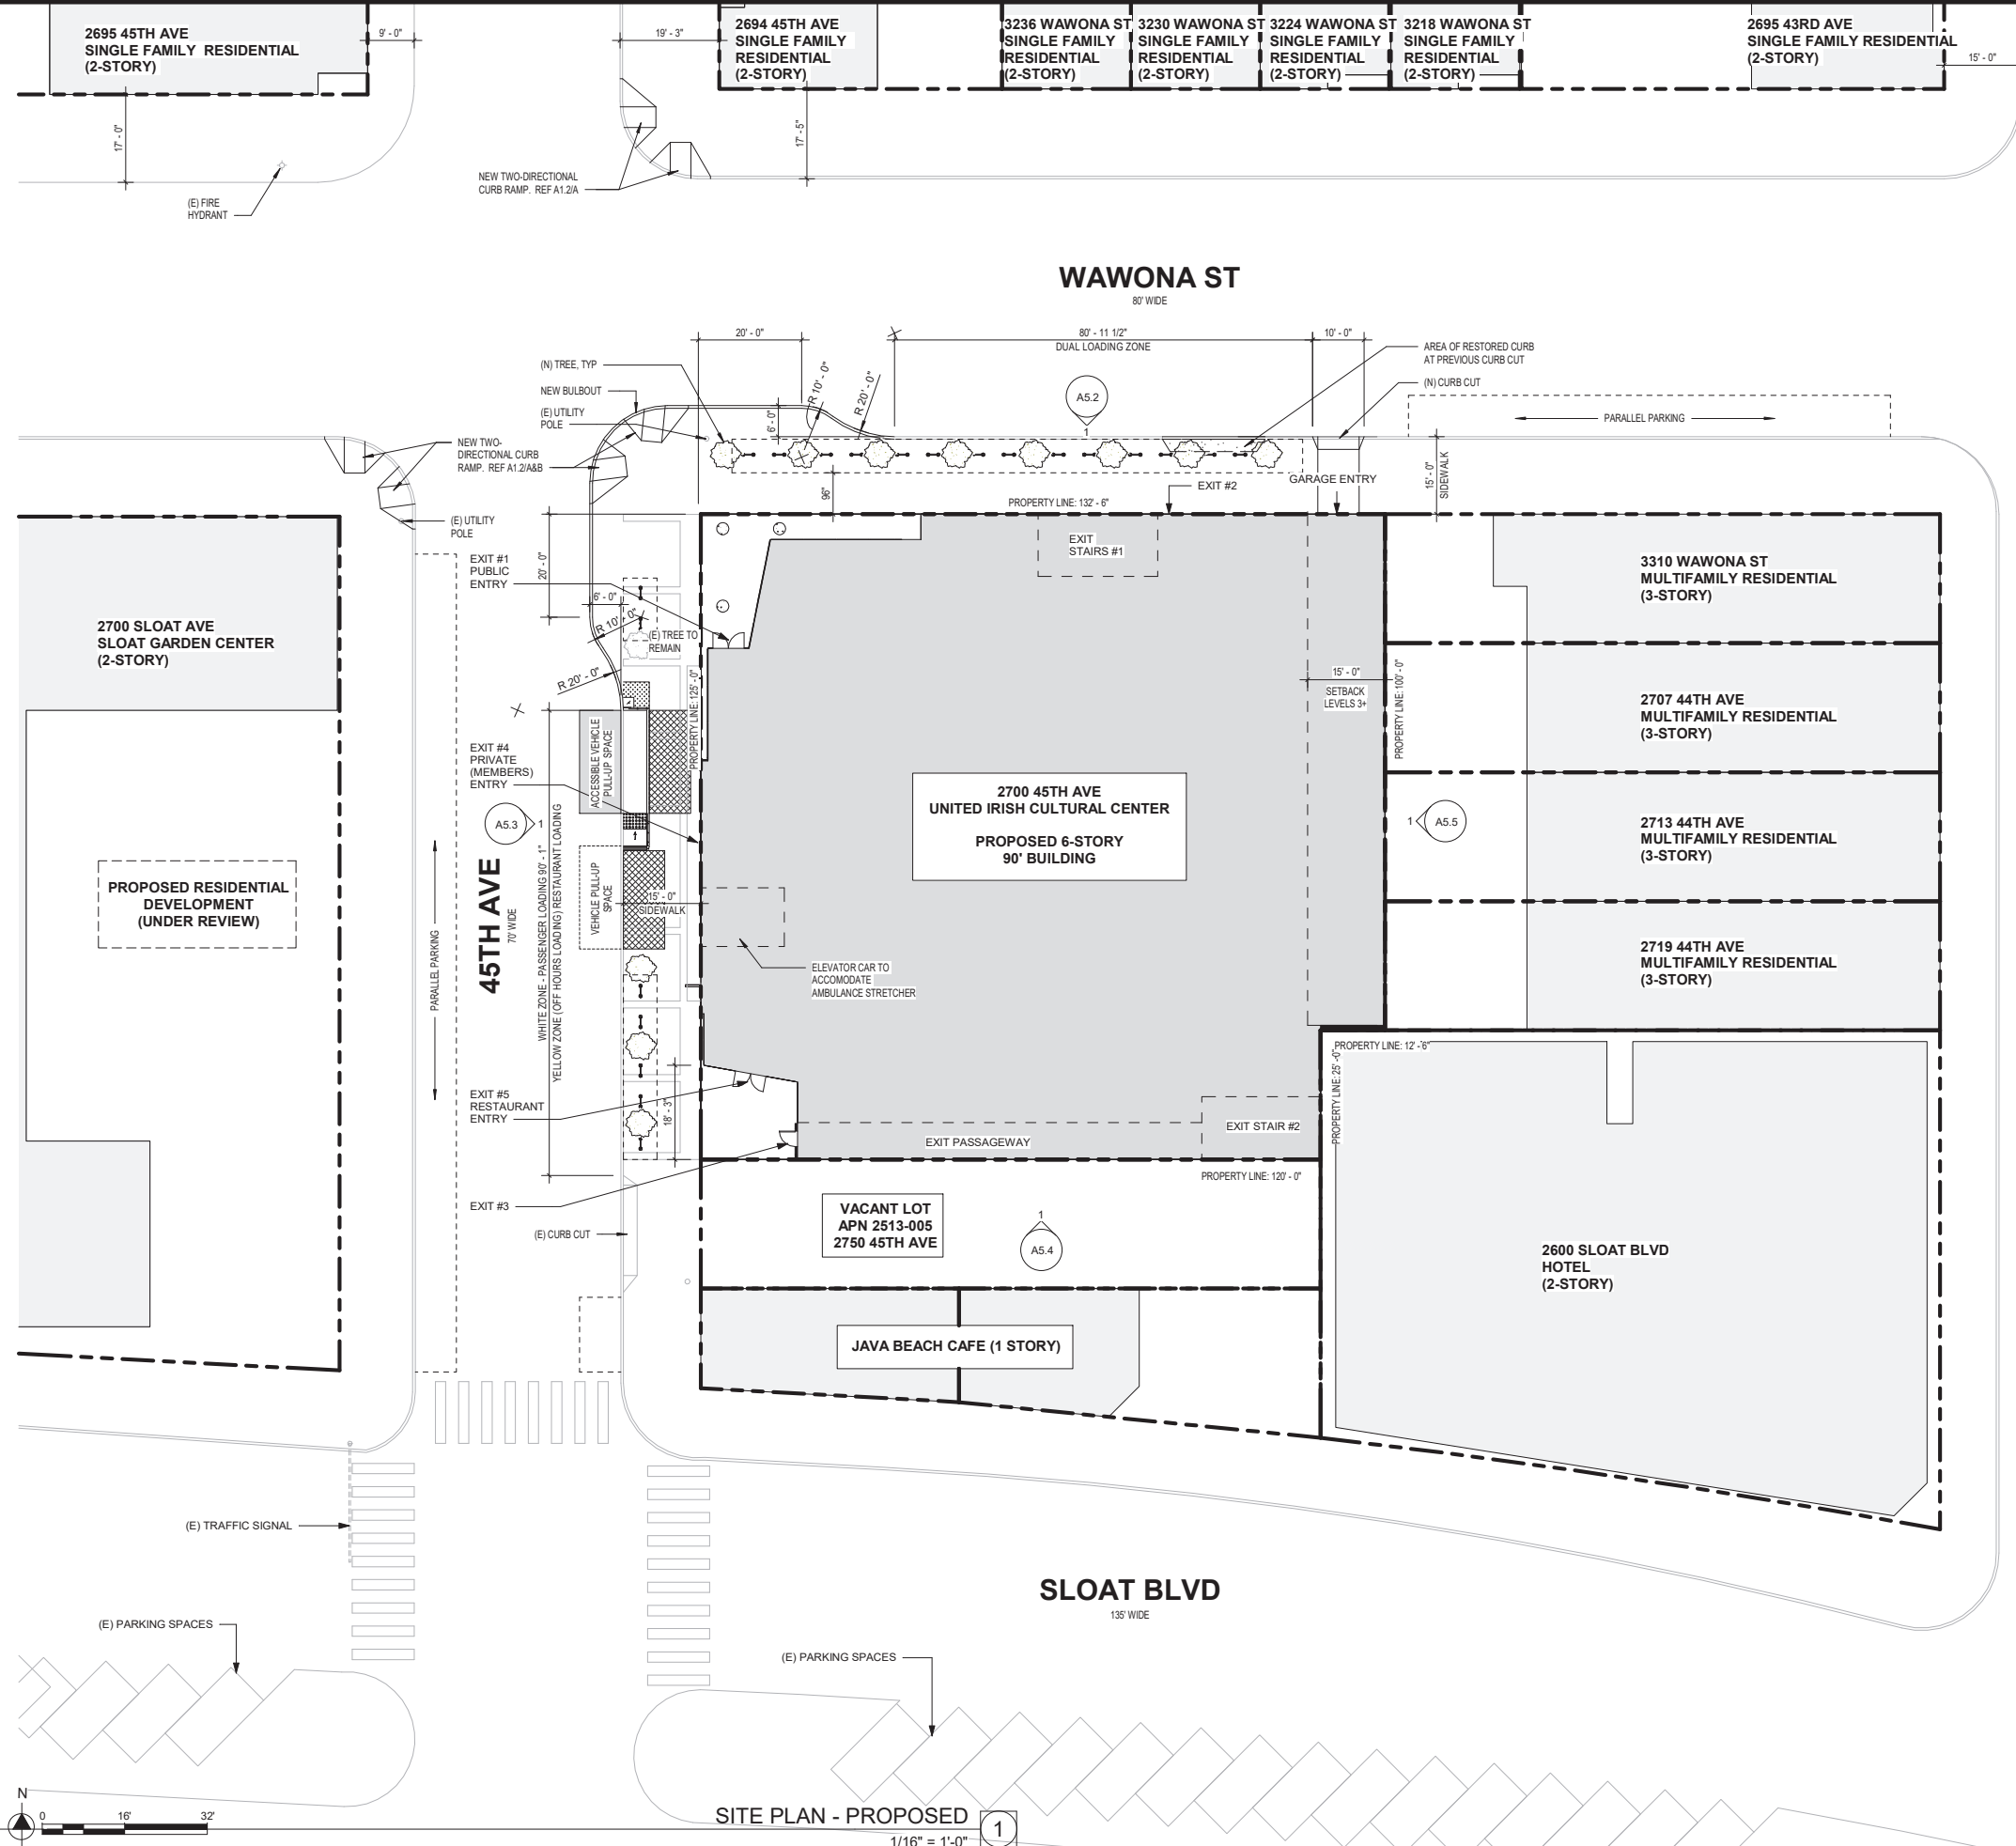 2695 45TH AVE
SINGLE FAMILY RESIDENTIAL
(2-STORY)
9' - 0"
19' - 3"
2694 45TH AVE
SINGLE FAMILY
RESIDENTIAL
(2-STORY)
3236 WAWONA ST
SINGLE FAMILY
RESIDENTIAL
(2-STORY)
3230 WAWONA ST
SINGLE FAMILY
RESIDENTIAL
(2-STORY)
3224 WAWONA ST
SINGLE FAMILY
RESIDENTIAL
(2-STORY)
3218 WAWONA ST
SINGLE FAMILY
RESIDENTIAL
(2-STORY)
2695 43RD AVE
SINGLE FAMILY RESIDENTIAL
(2-STORY)
15' - 0"
17' - 0"
17' - 5"
NEW TWO-DIRECTIONAL
CURB RAMP. REF A1.2/A
(E) FIRE
HYDRANT
WAWONA ST
80' WIDE
20' - 0"
80' - 11 1/2"
DUAL LOADING ZONE
10' - 0"
AREA OF RESTORED CURB
AT PREVIOUS CURB CUT
(N) TREE, TYP
R 10' - 0"
R 20' - 0"
(N) CURB CUT
NEW BULBOUT
A5.2
1
(E) UTILITY
POLE
6' - 0"
PARALLEL PARKING
NEW TWO-
DIRECTIONAL CURB
RAMP. REF A1.2/A&B
15' - 0"
SIDEWALK
96"
EXIT #2
GARAGE ENTRY
PROPERTY LINE: 132' - 6"
(E) UTILITY
POLE
EXIT
STAIRS #1
EXIT #1
PUBLIC
ENTRY
20' - 0"
6' - 0"
R 10' - 0"
(E) TREE TO
REMAIN
R 20' - 0"
3310 WAWONA ST
MULTIFAMILY RESIDENTIAL
(3-STORY)
2700 SLOAT AVE
SLOAT GARDEN CENTER
(2-STORY)
PROPERTY LINE: 125' - 0"
15' - 0"
SETBACK
LEVELS 3+
PROPERTY LINE: 100' - 0"
2707 44TH AVE
MULTIFAMILY RESIDENTIAL
(3-STORY)
EXIT #4
PRIVATE
(MEMBERS)
ENTRY
ACCESSIBLE VEHICLE
PULL-UP SPACE
2700 45TH AVE
UNITED IRISH CULTURAL CENTER
PROPOSED 6-STORY
90' BUILDING
A5.3
1
1
A5.5
2713 44TH AVE
MULTIFAMILY RESIDENTIAL
(3-STORY)
PROPOSED RESIDENTIAL
DEVELOPMENT
(UNDER REVIEW)
PARALLEL PARKING
45TH AVE
70' WIDE
WHITE ZONE - PASSENGER LOADING 90' - 1"
YELLOW ZONE (OFF HOURS LOADING) RESTAURANT LOADING
VEHICLE PULL-UP
SPACE
15' - 0"
SIDEWALK
ELEVATOR CAR TO
ACCOMODATE
AMBULANCE STRETCHER
2719 44TH AVE
MULTIFAMILY RESIDENTIAL
(3-STORY)
PROPERTY LINE: 12' - 6"
PROPERTY LINE: 25' - 0"
EXIT #5
RESTAURANT
ENTRY
18' - 3"
EXIT STAIR #2
EXIT PASSAGEWAY
PROPERTY LINE: 120' - 0"
EXIT #3
VACANT LOT
APN 2513-005
2750 45TH AVE
1
A5.4
(E) CURB CUT
2600 SLOAT BLVD
HOTEL
(2-STORY)
JAVA BEACH CAFE (1 STORY)
(E) TRAFFIC SIGNAL
SLOAT BLVD
135' WIDE
(E) PARKING SPACES
(E) PARKING SPACES
N
0
16'
32'
SITE PLAN - PROPOSED
1
1/16" = 1'-0"